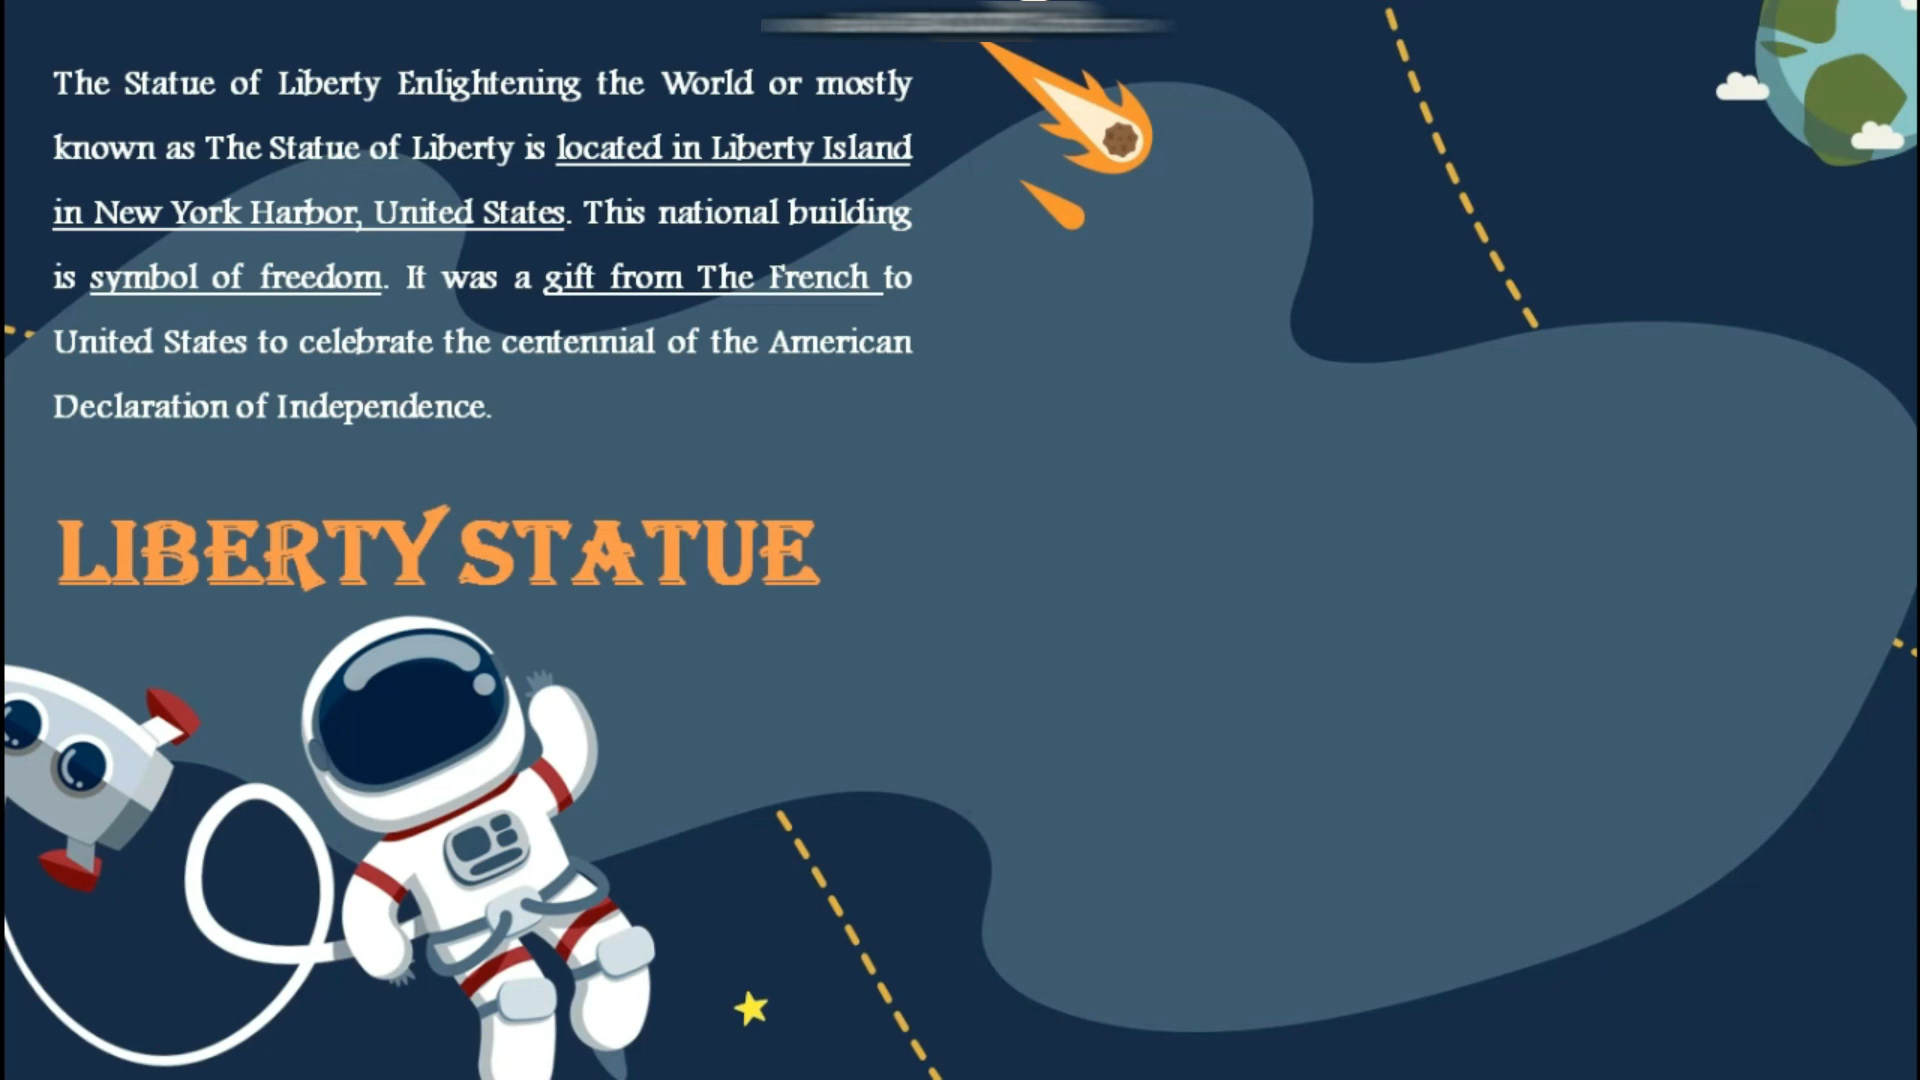 The Statue of Liberty Enlightening the World or mostly
known as The Statue of Liberty is located in Liberty Island
in New York Harbor, United States. This national building
is symbol of freedom. It was a gift from The French to
United States to celebrate the centennial of the American
Declaration of Independence.
LIBERTY STATUE